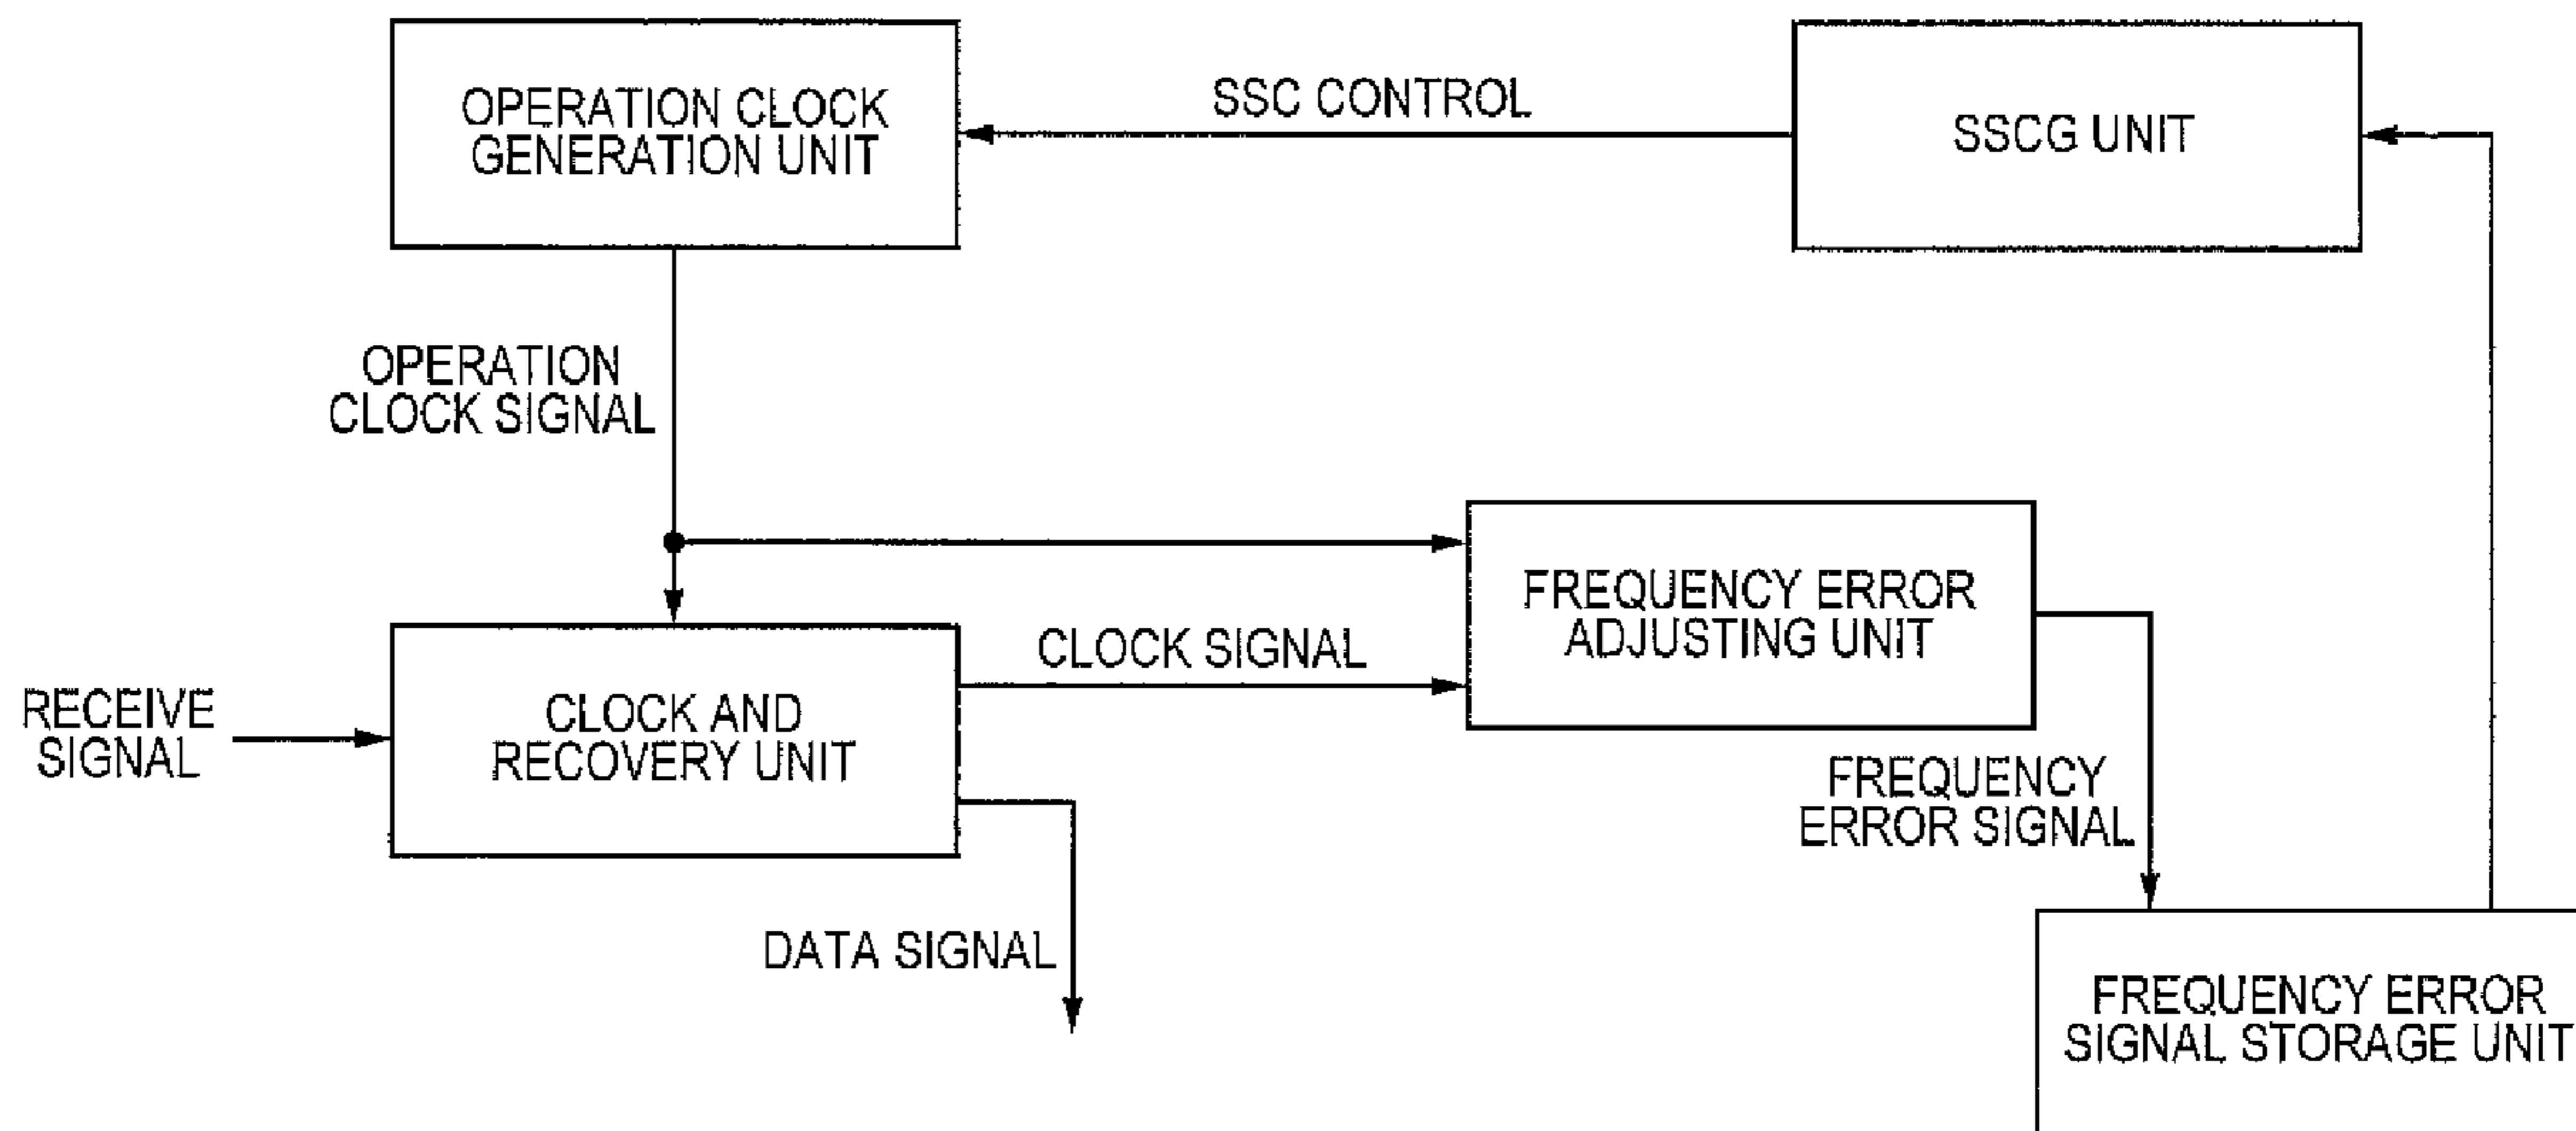 OPERATION CLOCK
GENERATION UNIT
SSC CONTROL
SSCG UNIT
OPERATION
CLOCK SIGNAL
FREQUENCY ERROR
ADJUSTING UNIT
CLOCK SIGNAL
RECEIVE
SIGNAL
CLOCK AND
RECOVERY UNIT
FREQUENCY
ERROR SIGNAL
DATA SIGNAL
FREQUENCY ERROR
SIGNAL STORAGE UNIT